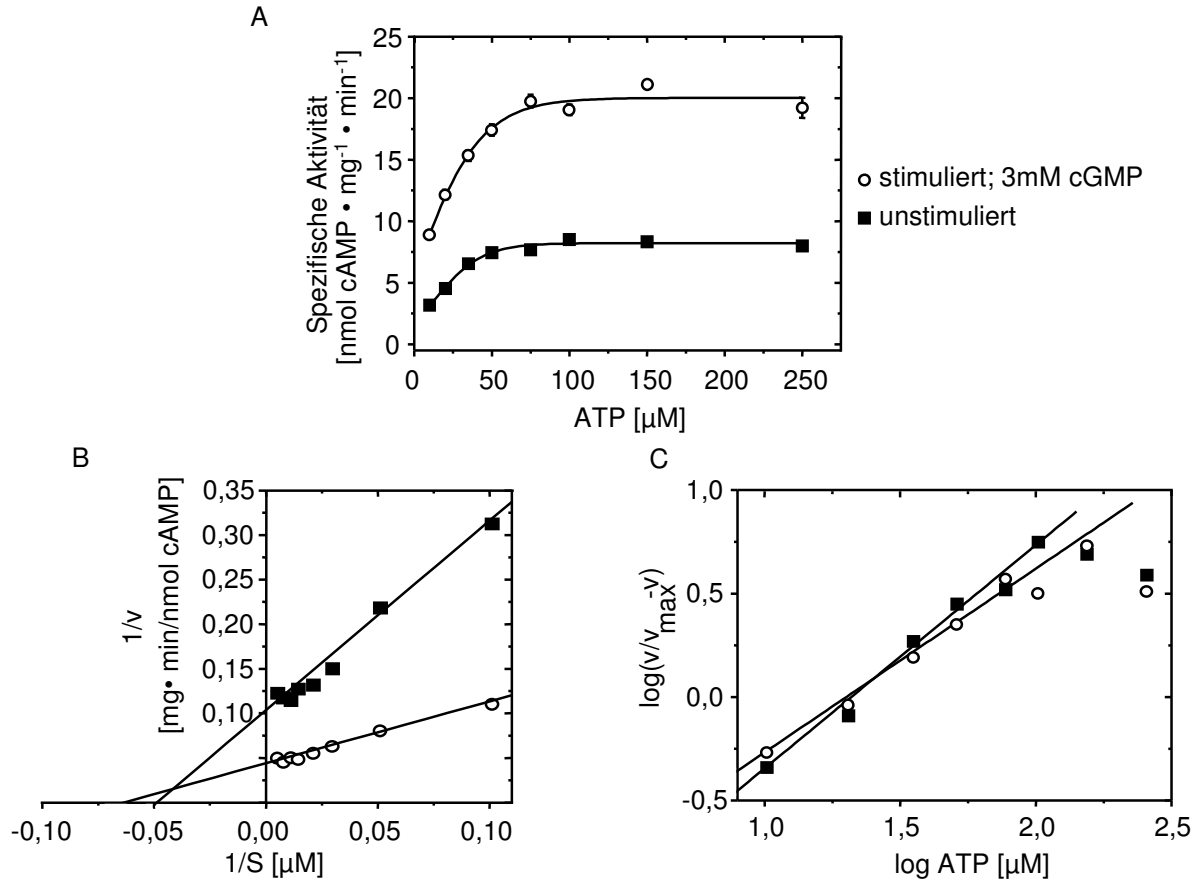 A
Spezifische Aktivität
[nmol cAMP • mg-1 • min-1]
25
20
15
10
5
0
0 50 100 150 200 250
ATP [µM]
stimuliert; 3mM cGMP
unstimuliert
B
1/v
[mg• min/nmol cAMP]
0,35
0,30
0,25
0,20
0,15
0,10
-0,10 -0,05 0,00 0,05 0,10
1/S [µM]
C
log(v/vmax-v)
1,0
0,5
0,0
-0,5
1,0 1,5 2,0 2,5
log ATP [µM]